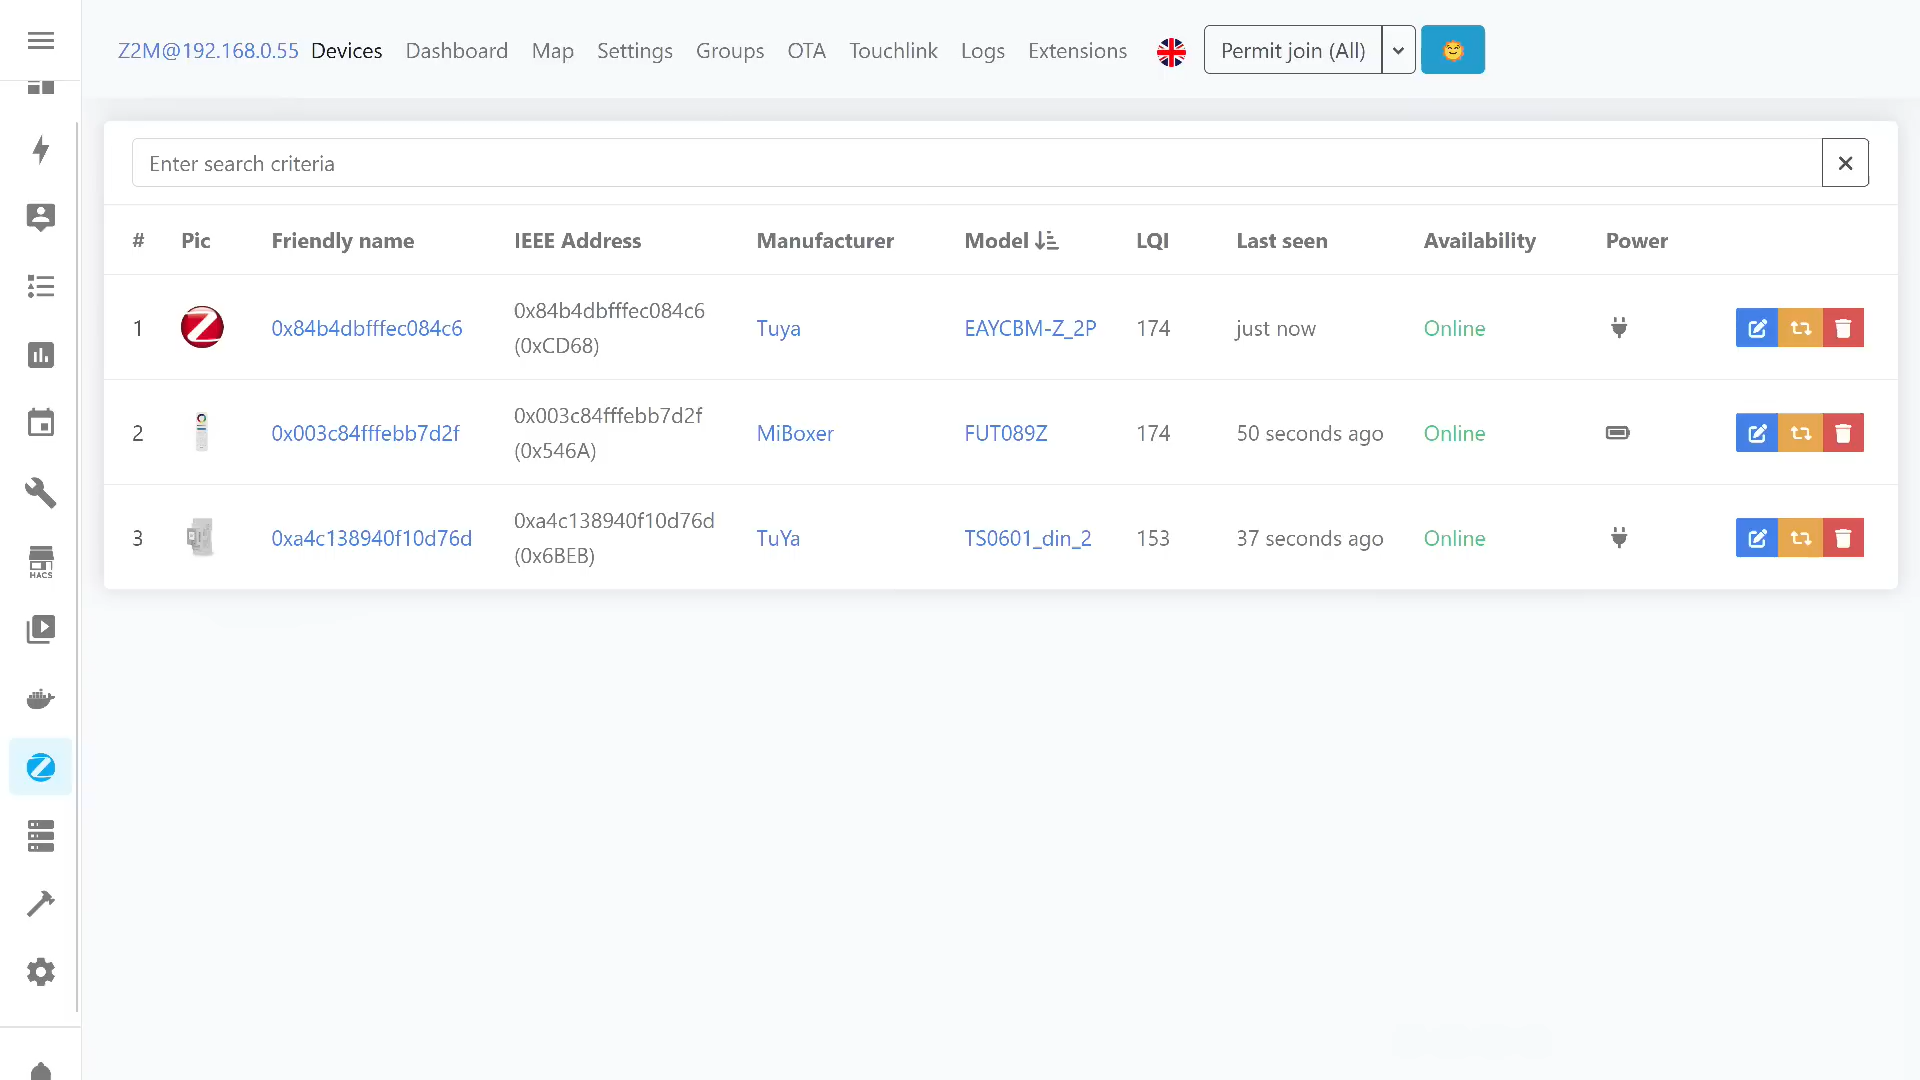 Z2M@192.168.0.55 Devices Dashboard Map Settings Groups OTA Touchlink Logs Extensions Permit join (All)
Enter search criteria
# Pic Friendly name IEEE Address Manufacturer Model LQI Last seen Availability Power
1 0x84b4dbfffec084c6 0x84b4dbfffec084c6 (0xCD68) Tuya EAYCBM-Z_2P 174 just now Online
2 0x003c84fffebb7d2f 0x003c84fffebb7d2f (0x546A) MiBoxer FUT089Z 174 50 seconds ago Online
3 0xa4c138940f10d76d 0xa4c138940f10d76d (0x6BEB) TuYa TS0601_din_2 153 37 seconds ago Online
HACS